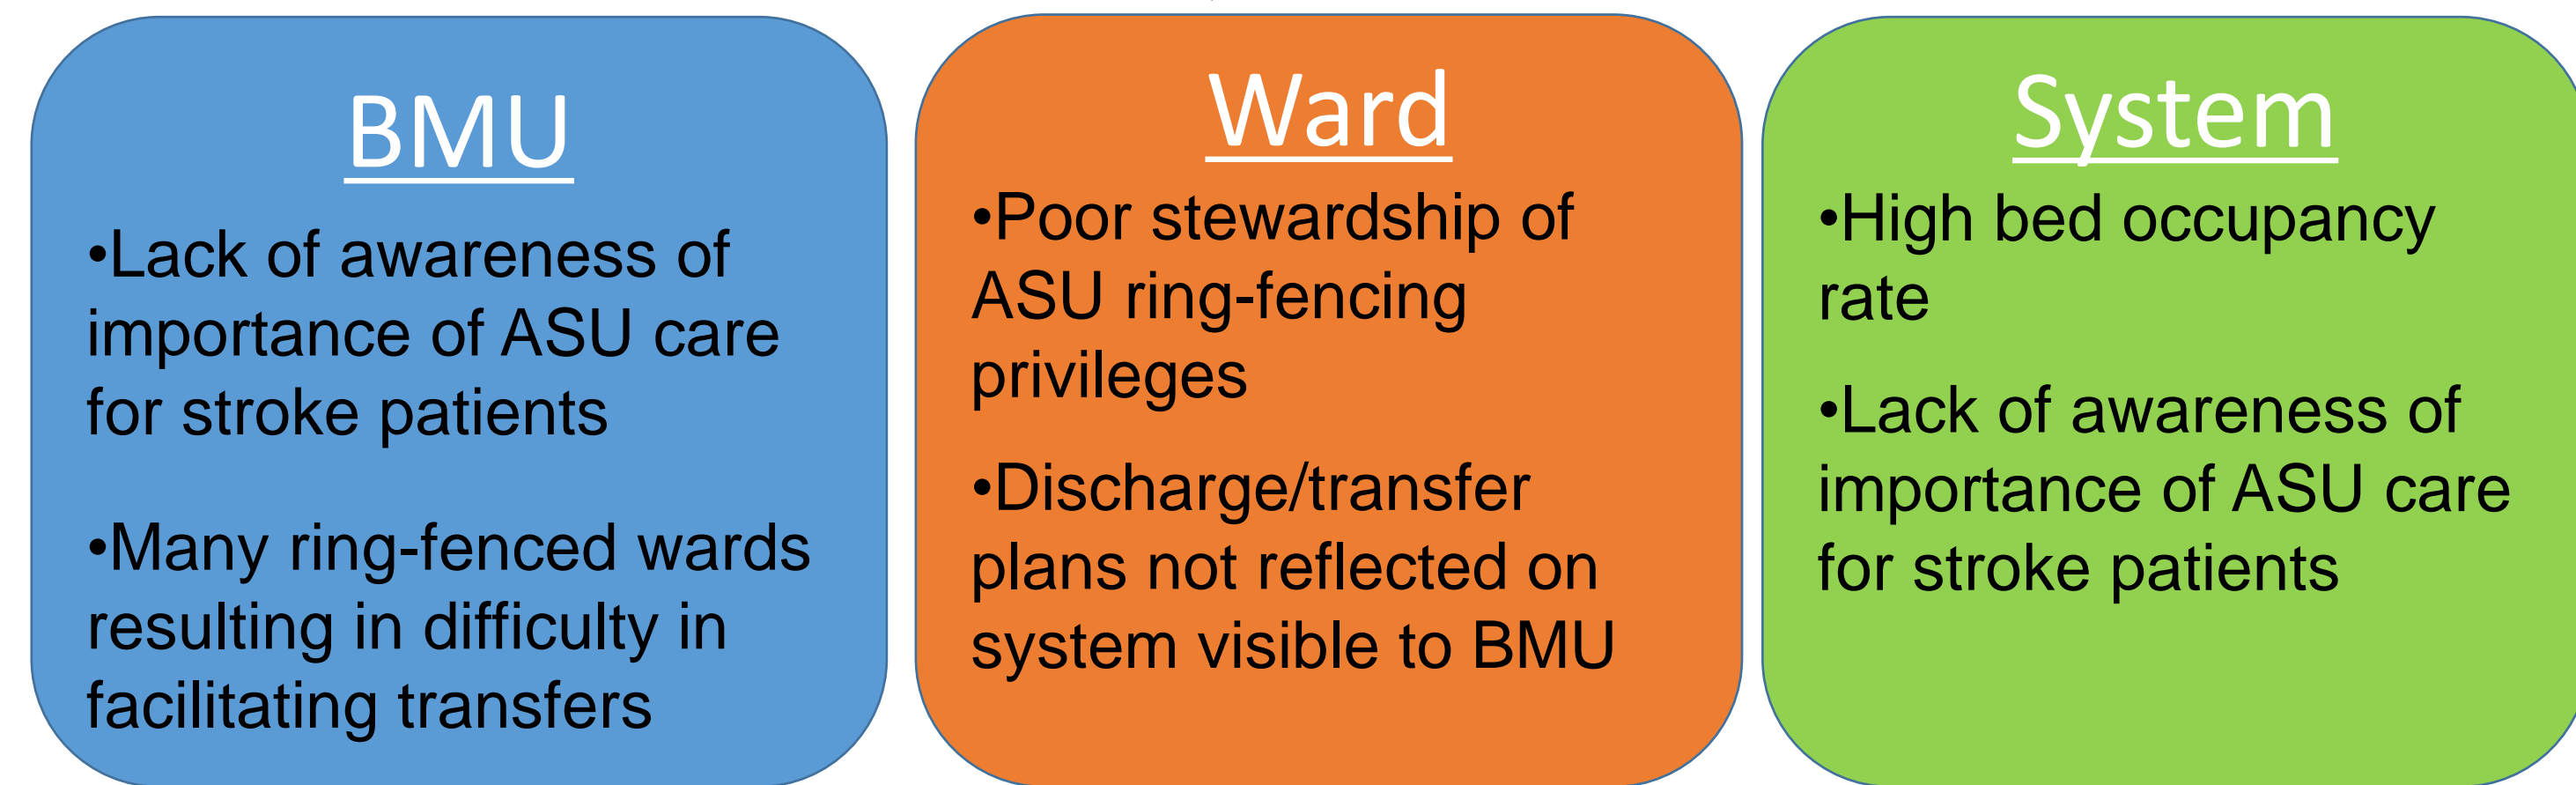 BMU
•Lack of awareness of
importance of ASU care
for stroke patients
•Many ring-fenced wards
resulting in difficulty in
facilitating transfers
Ward
•Poor stewardship of
ASU ring-fencing
privileges
•Discharge/transfer
plans not reflected on
system visible to BMU
System
•High bed occupancy
rate
•Lack of awareness of
importance of ASU care
for stroke patients